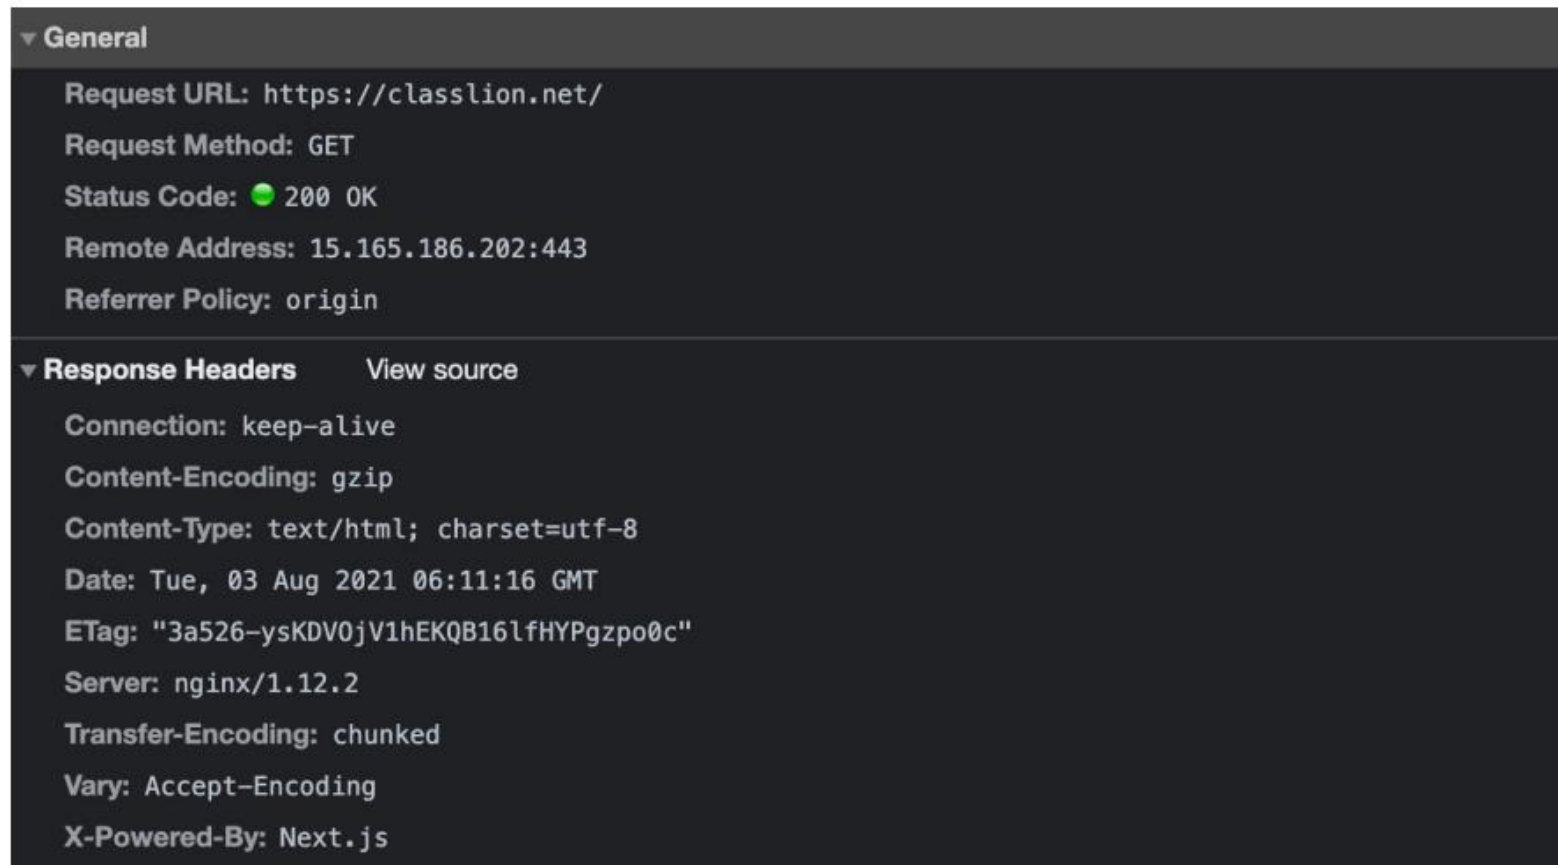 General
Request URL: https://classlion.net/
Request Method: GET
Status Code: 200 OK
Remote Address: 15.165.186.202:443
Referrer Policy: origin
Response Headers View source
Connection: keep-alive
Content-Encoding: gzip
Content-Type: text/html; charset=utf-8
Date: Tue, 03 Aug 2021 06:11:16 GMT
ETag: "3a526-ysKDVOjV1hEKQB16lfHYPgzpo0c"
Server: nginx/1.12.2
Transfer-Encoding: chunked
Vary: Accept-Encoding
X-Powered-By: Next.js